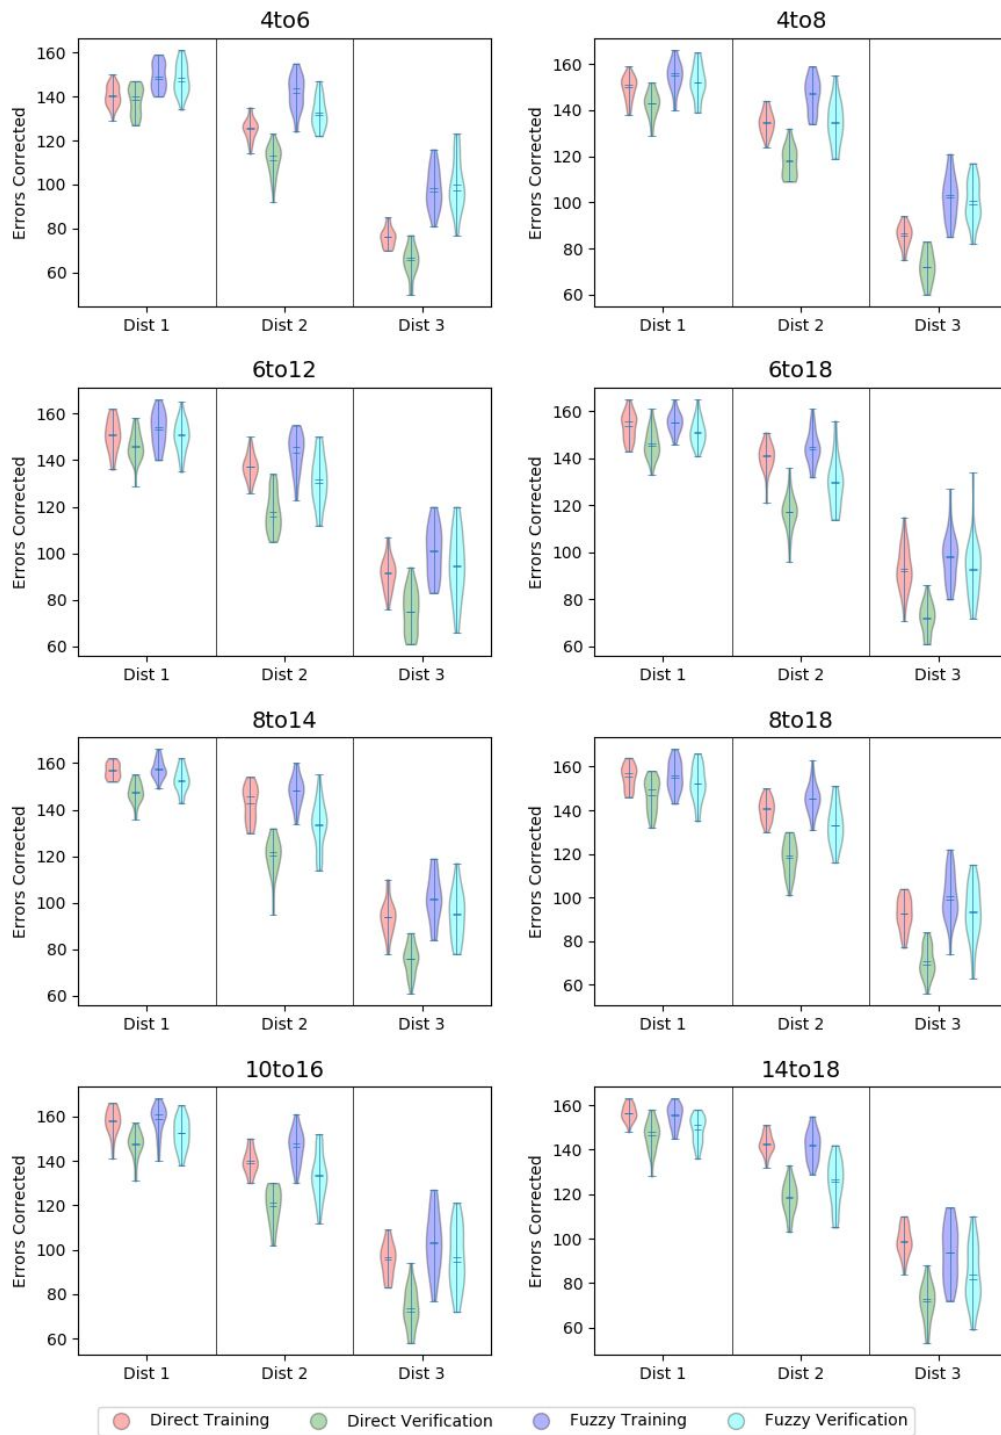 4to6
160
140
120
100
80
60
Errors Corrected
Dist 1 Dist 2 Dist 3
4to8
160
140
120
100
80
60
Errors Corrected
Dist 1 Dist 2 Dist 3
6to12
160
140
120
100
80
60
Errors Corrected
Dist 1 Dist 2 Dist 3
6to18
160
140
120
100
80
60
Errors Corrected
Dist 1 Dist 2 Dist 3
8to14
160
140
120
100
80
60
Errors Corrected
Dist 1 Dist 2 Dist 3
8to18
160
140
120
100
80
60
Errors Corrected
Dist 1 Dist 2 Dist 3
10to16
160
140
120
100
80
60
Errors Corrected
Dist 1 Dist 2 Dist 3
14to18
160
140
120
100
80
60
Errors Corrected
Dist 1 Dist 2 Dist 3
Direct Training Direct Verification Fuzzy Training Fuzzy Verification